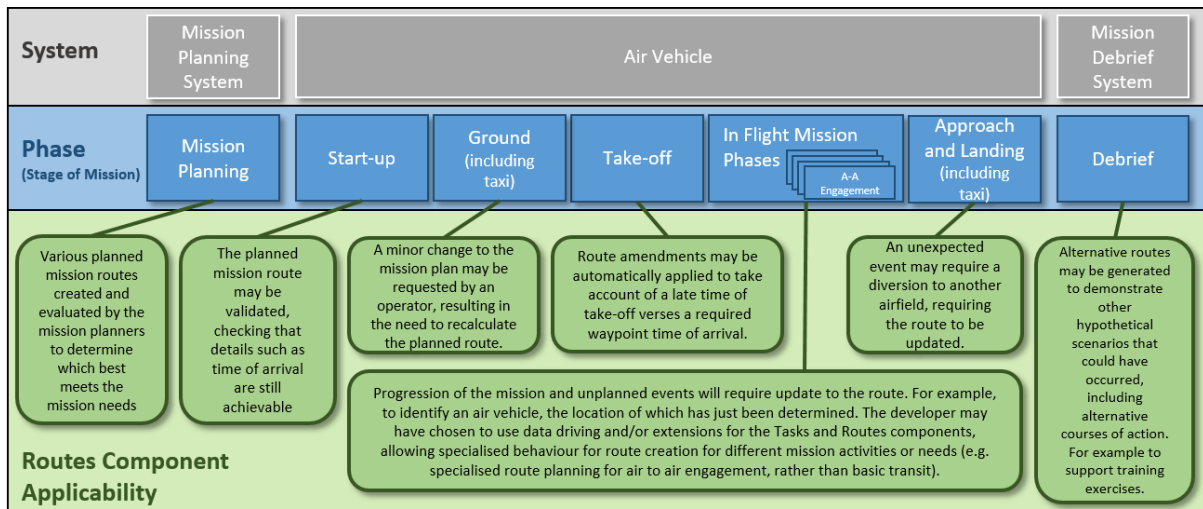 System
Mission
Planning
System
Air Vehicle
Mission
Debrief
System
Phase
(Stage of Mission)
Mission
Planning
Start-up
Ground
(including
taxi)
Take-off
In Flight Mission
Phases
A-A
Engagement
Approach
and Landing
(including
taxi)
Debrief
Various planned
mission routes
created and
evaluated by the
mission planners
to determine
which best
meets the
mission needs
The planned
mission route
may be
validated,
checking that
details such as
time of arrival
are still
achievable
A minor change to the
mission plan may be
requested by an
operator, resulting in
the need to recalculate
the planned route.
Route amendments may be
automatically applied to take
account of a late time of
take-off verses a required
waypoint time of arrival.
An unexpected
event may require a
diversion to another
airfield, requiring
the route to be
updated.
Alternative routes
may be generated
to demonstrate
other
hypothetical
scenarios that
could have
occurred,
including
alternative
courses of action.
For example to
support training
exercises.
Progression of the mission and unplanned events will require update to the route. For example,
to identify an air vehicle, the location of which has just been determined. The developer may
have chosen to use data driving and/or extensions for the Tasks and Routes components,
allowing specialised behaviour for route creation for different mission activities or needs (e.g.
specialised route planning for air to air engagement, rather than basic transit).
Routes Component
Applicability